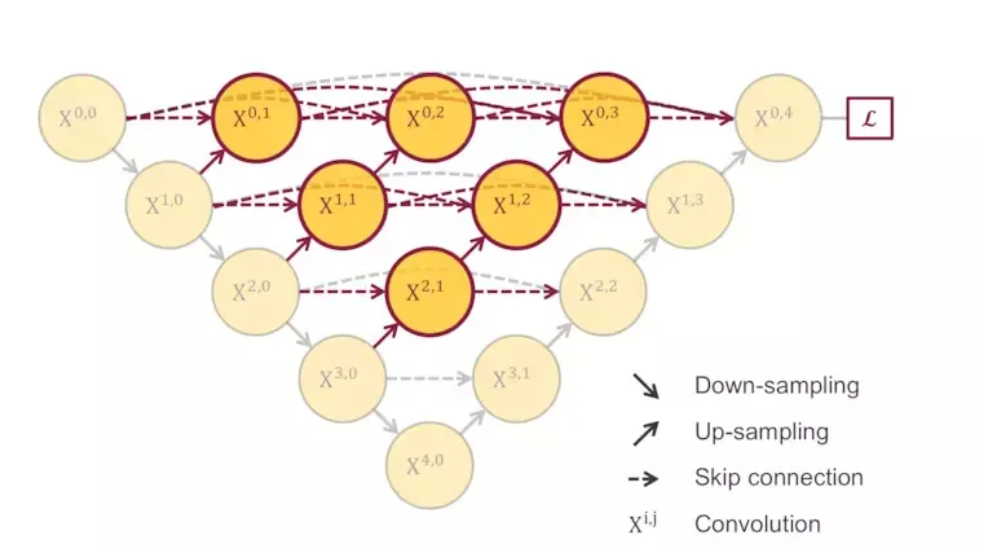 X^0,0 X^0,1 X^0,2 X^0,3 X^0,4 ℒ
X^1,0 X^1,1 X^1,2 X^1,3
X^2,0 X^2,1 X^2,2
X^3,0 X^3,1
X^4,0
Down-sampling
Up-sampling
Skip connection
X^i,j Convolution